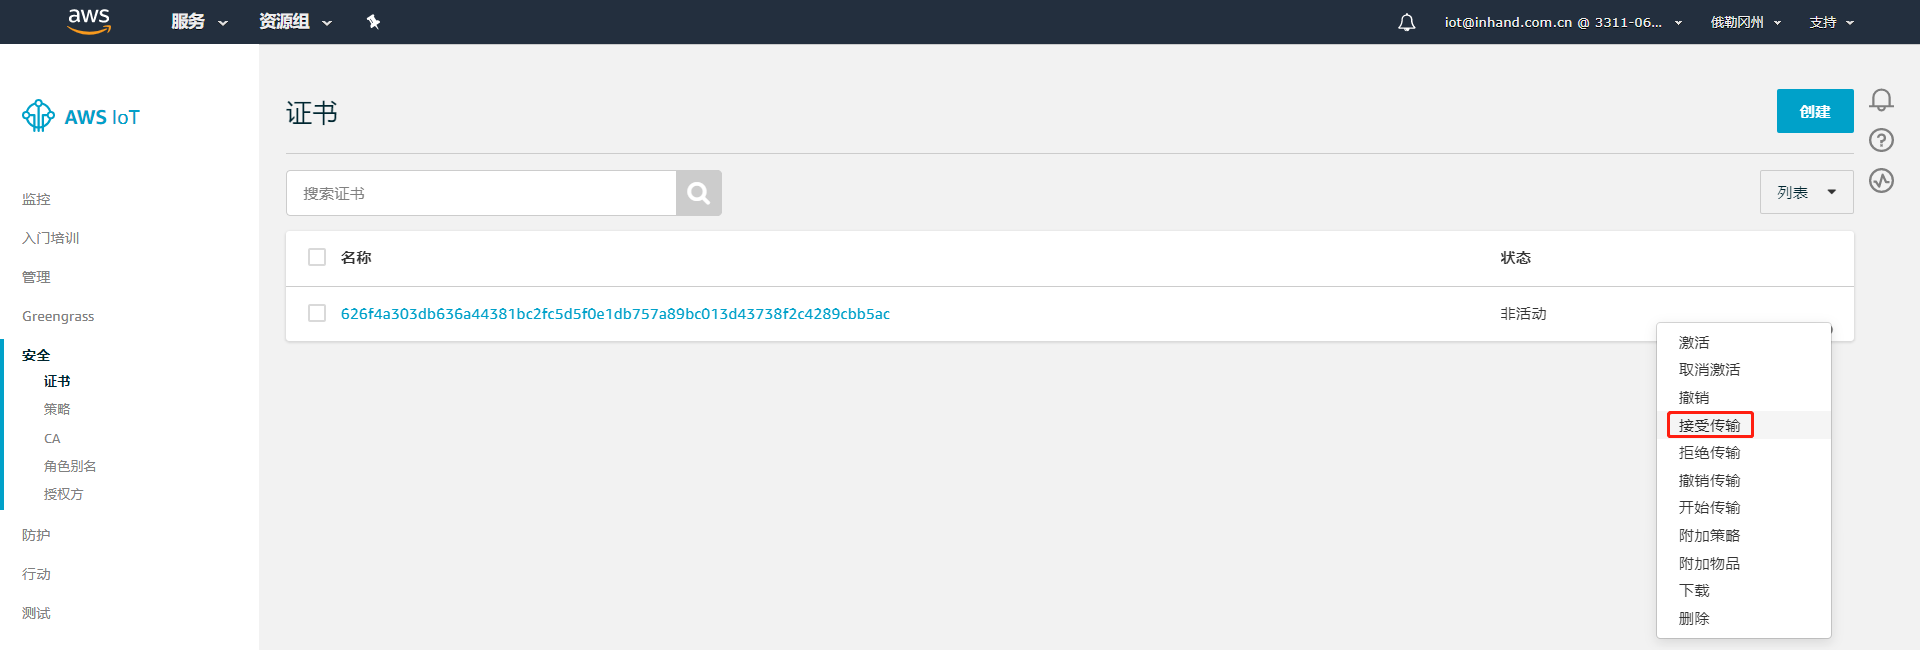 aws 服务 资源组 iot@inhand.com.cn @ 3311-06... 俄勒冈州 支持
AWS IoT
监控
入门培训
管理
Greengrass
安全
证书
策略
CA
角色别名
授权方
防护
行动
测试
证书
创建
搜索证书
列表
名称 状态
626f4a303db636a44381bc2fc5d5f0e1db757a89bc013d43738f2c4289cbb5ac 非活动
激活
取消激活
撤销
接受传输
拒绝传输
撤销传输
开始传输
附加策略
附加物品
下载
删除